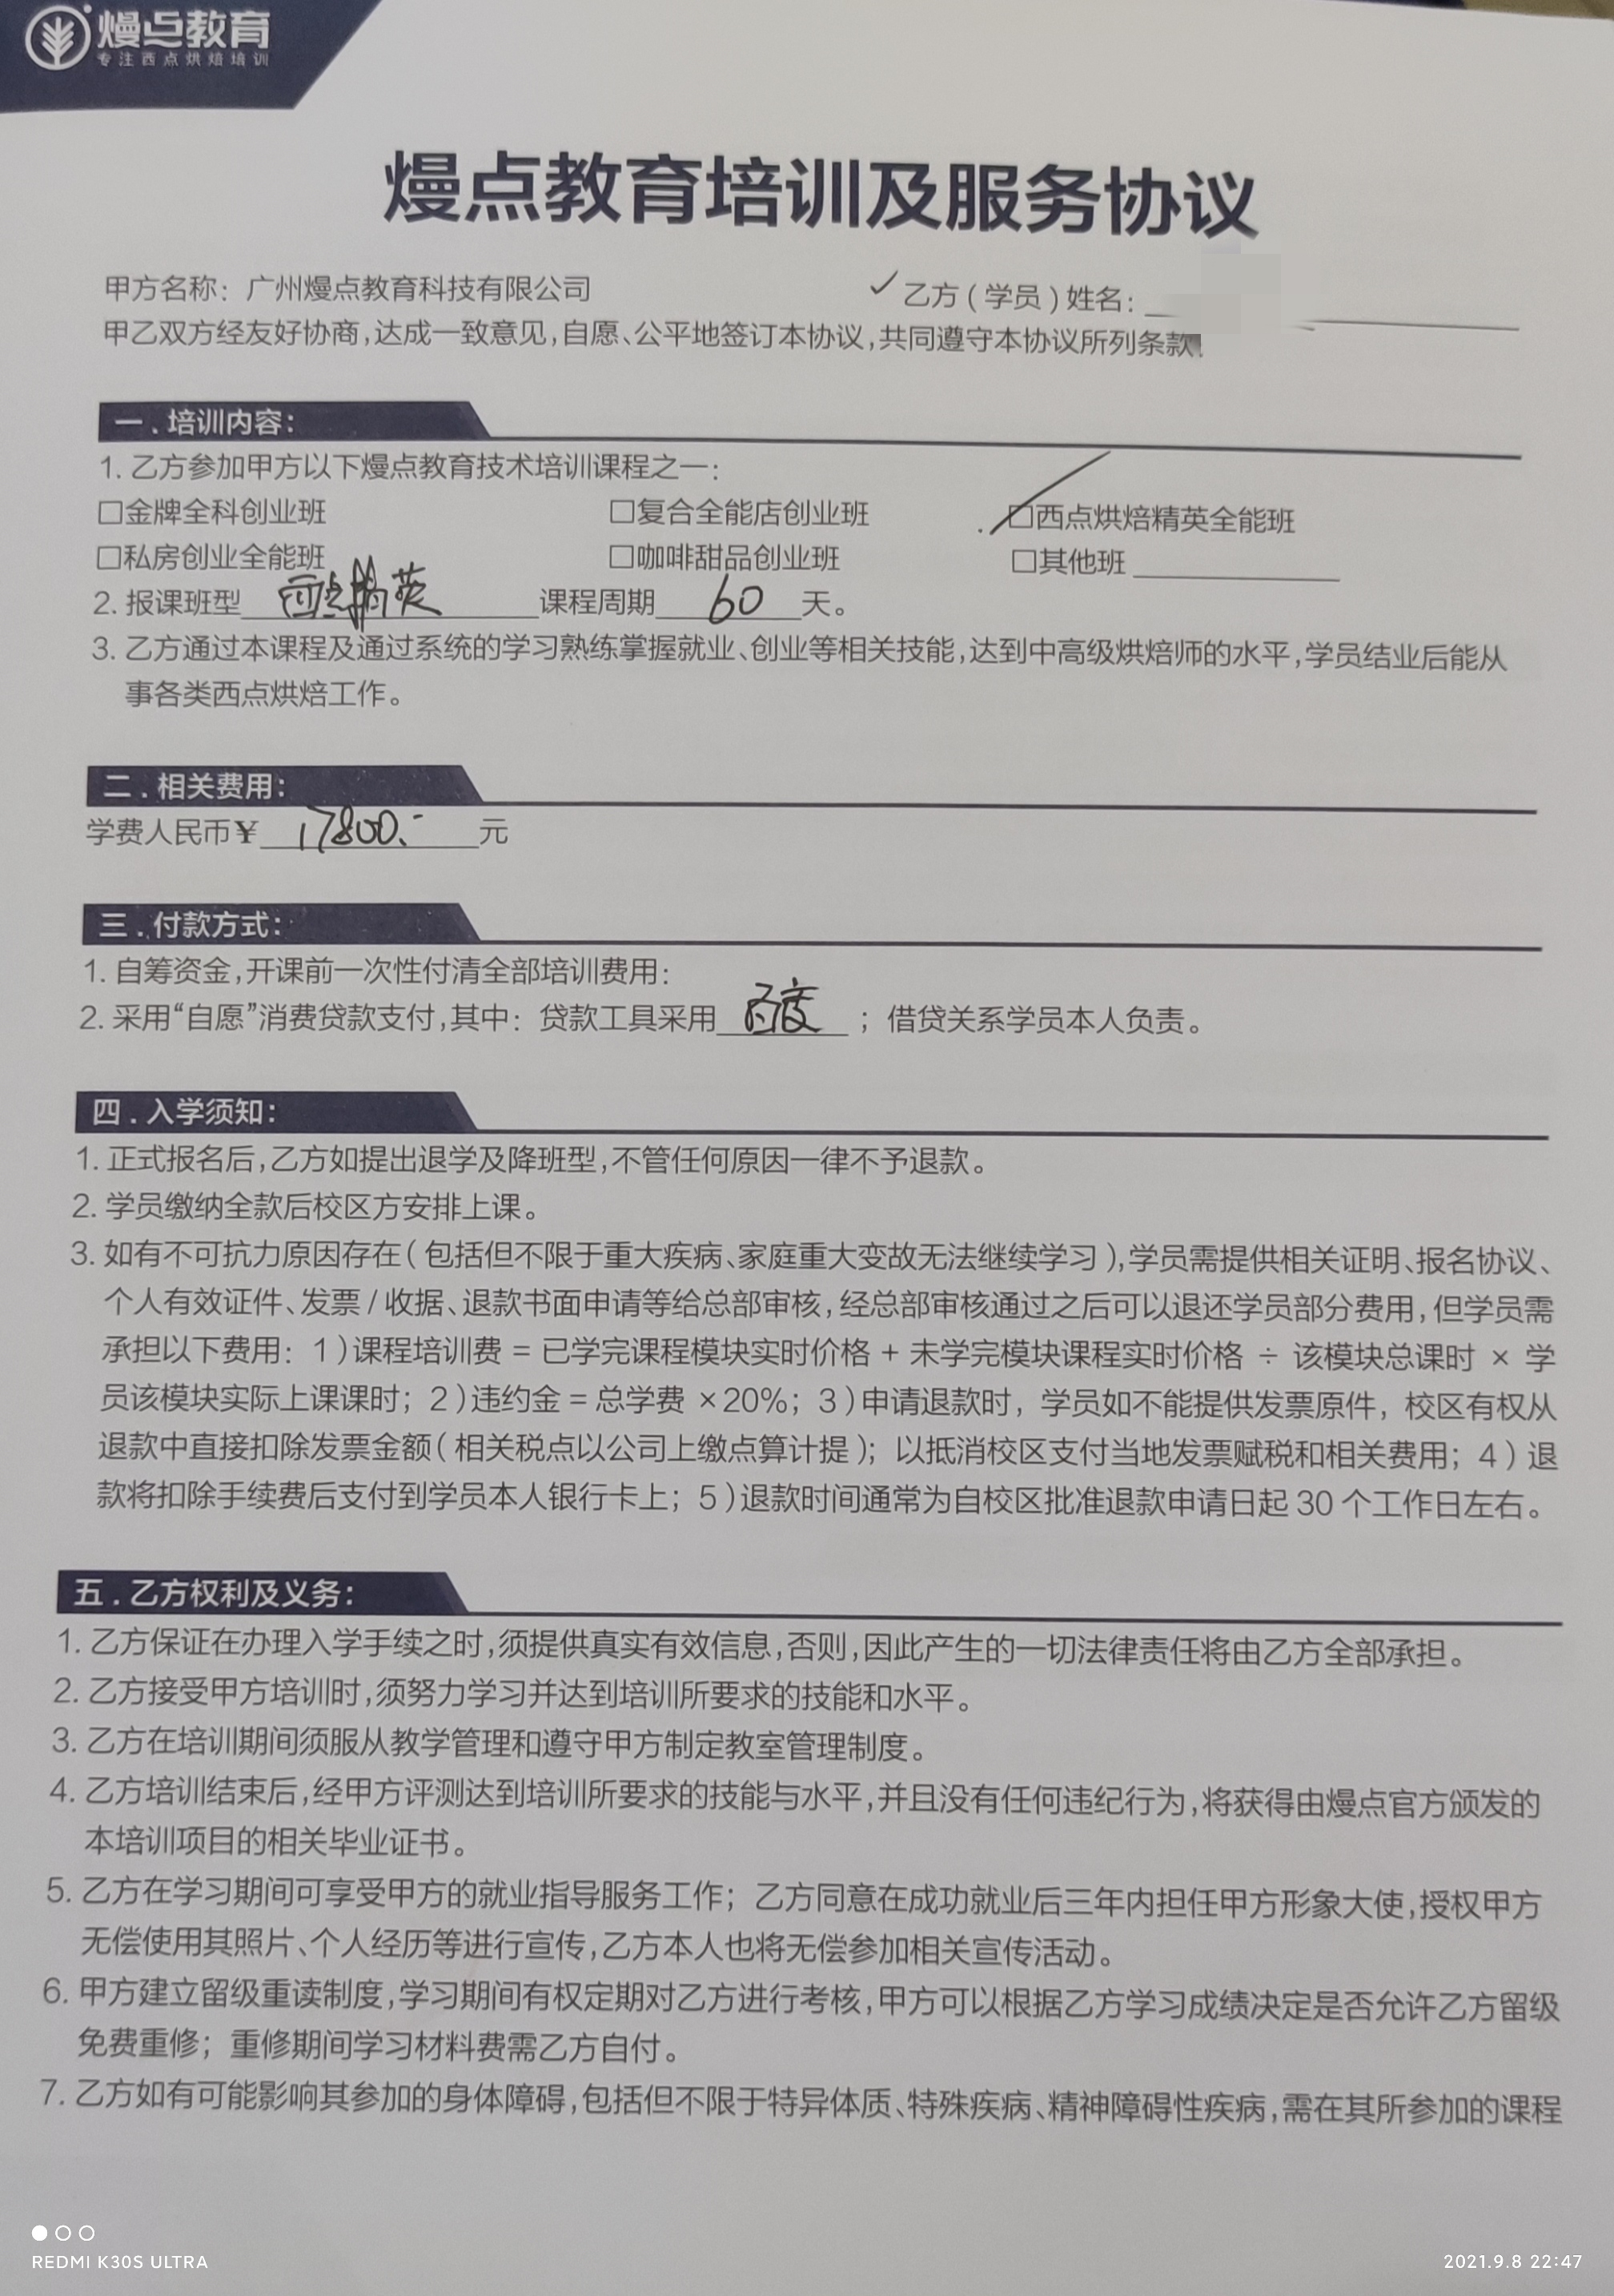 熳点教育
专注西点烘焙培训
熳点教育培训及服务协议
甲方名称：广州熳点教育科技有限公司 ✓乙方(学员)姓名：
甲乙双方经友好协商,达成一致意见,自愿、公平地签订本协议,共同遵守本协议所列条款
一.培训内容：
1. 乙方参加甲方以下熳点教育技术培训课程之一：
□金牌全科创业班 □复合全能店创业班 □西点烘焙精英全能班
□私房创业全能班 □咖啡甜品创业班 □其他班
2. 报课班型 西点精英 课程周期 60 天。
3. 乙方通过本课程及通过系统的学习熟练掌握就业、创业等相关技能,达到中高级烘焙师的水平,学员结业后能从
事各类西点烘焙工作。
二.相关费用：
学费人民币¥ 17800.- 元
三.付款方式：
1. 自筹资金,开课前一次性付清全部培训费用：
2. 采用“自愿”消费贷款支付,其中：贷款工具采用 百度 ；借贷关系学员本人负责。
四.入学须知：
1. 正式报名后,乙方如提出退学及降班型,不管任何原因一律不予退款。
2. 学员缴纳全款后校区方安排上课。
3. 如有不可抗力原因存在(包括但不限于重大疾病、家庭重大变故无法继续学习),学员需提供相关证明、报名协议、
个人有效证件、发票/收据、退款书面申请等给总部审核,经总部审核通过之后可以退还学员部分费用,但学员需
承担以下费用：1)课程培训费 = 已学完课程模块实时价格 + 未学完模块课程实时价格 ÷ 该模块总课时 × 学
员该模块实际上课课时；2)违约金 = 总学费 ×20%；3)申请退款时，学员如不能提供发票原件，校区有权从
退款中直接扣除发票金额(相关税点以公司上缴点算计提)；以抵消校区支付当地发票赋税和相关费用；4)退
款将扣除手续费后支付到学员本人银行卡上；5)退款时间通常为自校区批准退款申请日起 30 个工作日左右。
五.乙方权利及义务：
1. 乙方保证在办理入学手续之时,须提供真实有效信息,否则,因此产生的一切法律责任将由乙方全部承担。
2. 乙方接受甲方培训时,须努力学习并达到培训所要求的技能和水平。
3. 乙方在培训期间须服从教学管理和遵守甲方制定教室管理制度。
4. 乙方培训结束后,经甲方评测达到培训所要求的技能与水平,并且没有任何违纪行为,将获得由熳点官方颁发的
本培训项目的相关毕业证书。
5. 乙方在学习期间可享受甲方的就业指导服务工作；乙方同意在成功就业后三年内担任甲方形象大使,授权甲方
无偿使用其照片、个人经历等进行宣传,乙方本人也将无偿参加相关宣传活动。
6. 甲方建立留级重读制度,学习期间有权定期对乙方进行考核,甲方可以根据乙方学习成绩决定是否允许乙方留级
免费重修；重修期间学习材料费需乙方自付。
7. 乙方如有可能影响其参加的身体障碍,包括但不限于特异体质、特殊疾病、精神障碍性疾病,需在其所参加的课程
REDMI K30S ULTRA
2021.9.8 22:47